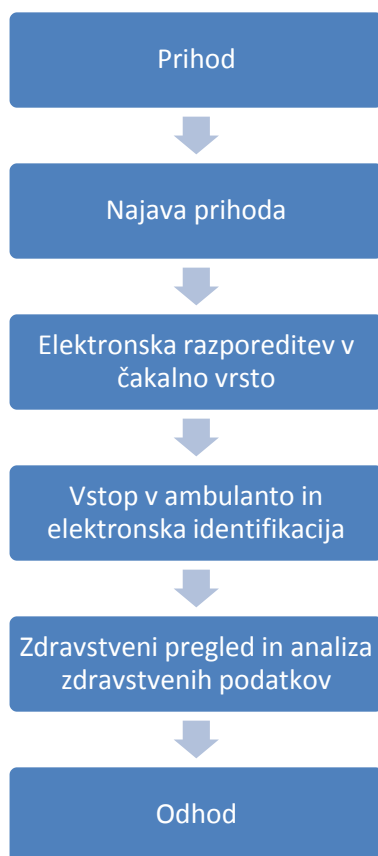 Prihod
Najava prihoda
Elektronska razporeditev v
čakalno vrsto
Vstop v ambulanto in
elektronska identifikacija
Zdravstveni pregled in analiza
zdravstvenih podatkov
Odhod